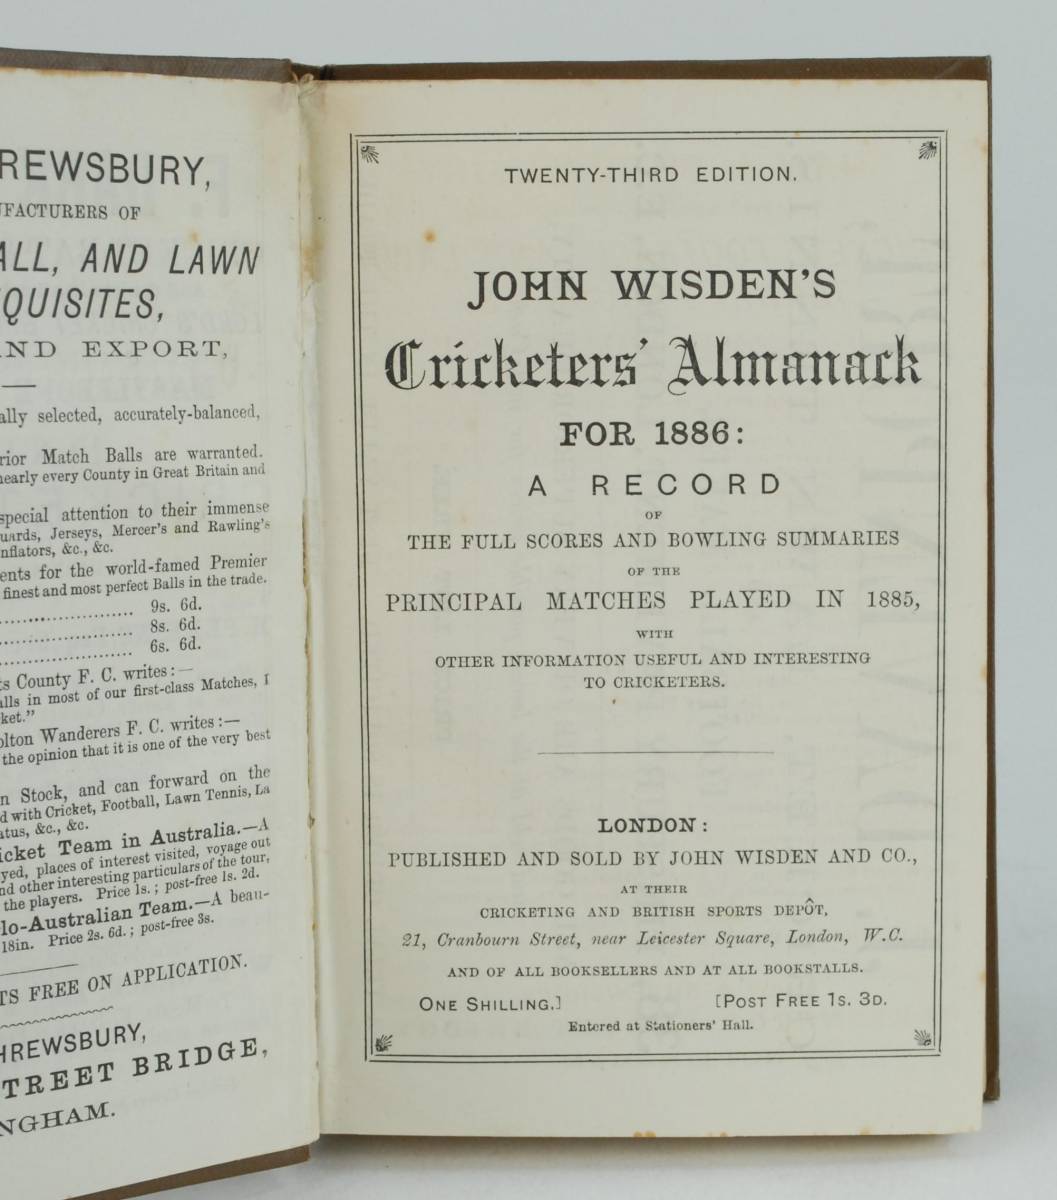 REWSBURY,
FACTURERS OF
ALL, AND LAWN
QUISITES,
AND EXPORT,
ally selected, accurately-balanced,
rior Match Balls are warranted.
nearly every County in Great Britain and
special attention to their immense
uards, Jerseys, Mercer's and Rawling's
nflators, &c., &c.
ents for the world-famed Premier
finest and most perfect Balls in the trade.
9s. 6d.
8s. 6d.
6s. 6d.
ts County F. C. writes:—
alls in most of our first-class Matches, I
ket."
olton Wanderers F. C. writes:—
the opinion that it is one of the very best
n Stock, and can forward on the
d with Cricket, Football, Lawn Tennis, La
atus, &c., &c.
icket Team in Australia.—A
yed, places of interest visited, voyage out
nd other interesting particulars of the tour,
the players. Price 1s.; post-free 1s. 2d.
lo-Australian Team.—A beau-
18in. Price 2s. 6d.; post-free 3s.
TS FREE ON APPLICATION.
HREWSBURY,
TREET BRIDGE,
NGHAM.
TWENTY-THIRD EDITION.
JOHN WISDEN'S
Cricketers' Almanack
FOR 1886:
A RECORD
OF
THE FULL SCORES AND BOWLING SUMMARIES
OF THE
PRINCIPAL MATCHES PLAYED IN 1885,
WITH
OTHER INFORMATION USEFUL AND INTERESTING
TO CRICKETERS.
LONDON:
PUBLISHED AND SOLD BY JOHN WISDEN AND CO.,
AT THEIR
CRICKETING AND BRITISH SPORTS DEPÔT,
21, Cranbourn Street, near Leicester Square, London, W.C.
AND OF ALL BOOKSELLERS AND AT ALL BOOKSTALLS.
ONE SHILLING.] [POST FREE 1S. 3D.
Entered at Stationers' Hall.